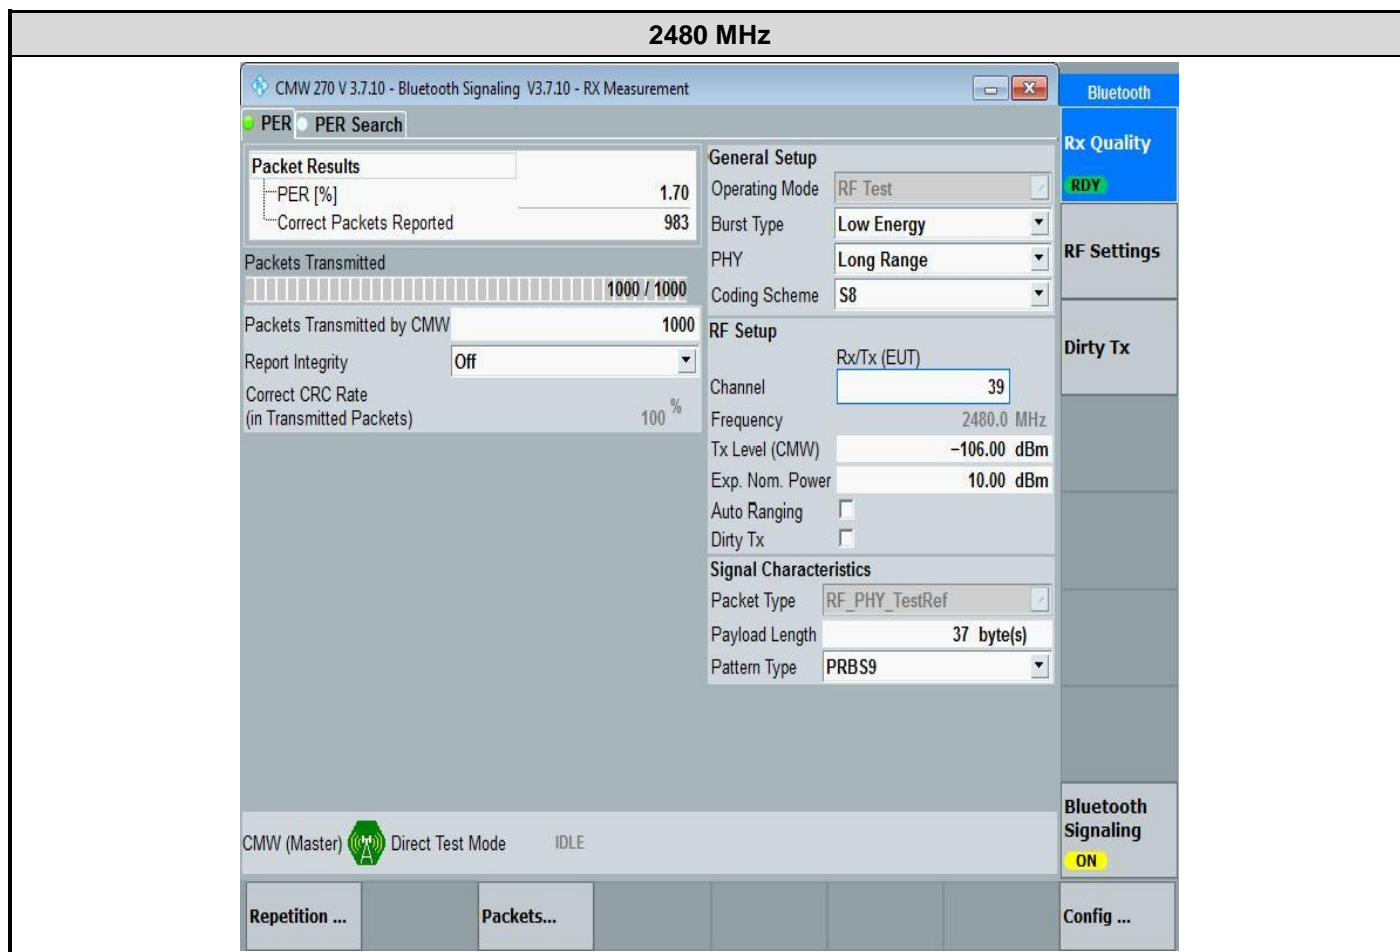 2480 MHz
CMW 270 V 3.7.10 - Bluetooth Signaling V3.7.10 - RX Measurement
Bluetooth
PER PER Search
Rx Quality
RDY
Packet Results
PER [%] 1.70
Correct Packets Reported 983
Packets Transmitted
1000 / 1000
Packets Transmitted by CMW 1000
Report Integrity Off
Correct CRC Rate
(in Transmitted Packets) 100 %
General Setup
Operating Mode RF Test
Burst Type Low Energy
PHY Long Range
Coding Scheme S8
RF Setup
Rx/Tx (EUT)
Channel 39
Frequency 2480.0 MHz
Tx Level (CMW) −106.00 dBm
Exp. Nom. Power 10.00 dBm
Auto Ranging
Dirty Tx
Signal Characteristics
Packet Type RF_PHY_TestRef
Payload Length 37 byte(s)
Pattern Type PRBS9
RF Settings
Dirty Tx
Bluetooth
Signaling
ON
CMW (Master) Direct Test Mode IDLE
Repetition ... Packets... Config ...